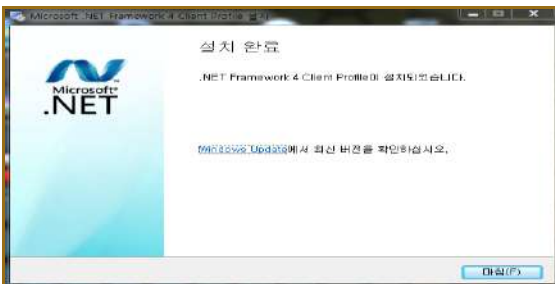 Microsoft .NET Framework 4 Client Profile 설치
설치 완료
.NET Framework 4 Client Profile이 설치되었습니다.
Microsoft®
.NET
Windows Update에서 최신 버전을 확인하십시오.
마침(F)